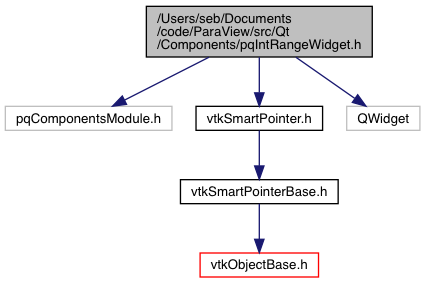 /Users/seb/Documents
/code/ParaView/src/Qt
/Components/pqIntRangeWidget.h
pqComponentsModule.h
vtkSmartPointer.h
QWidget
vtkSmartPointerBase.h
vtkObjectBase.h